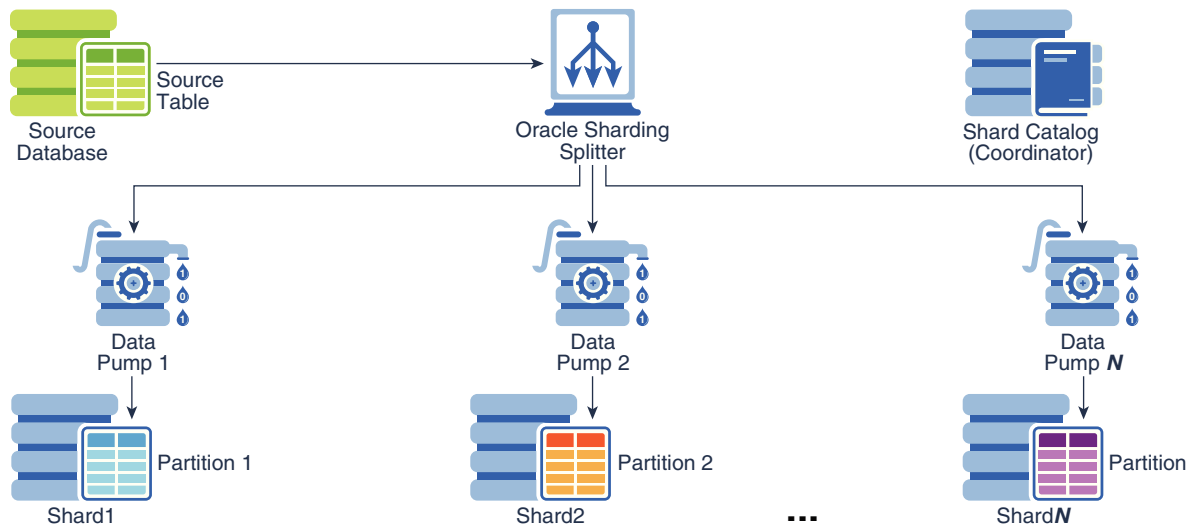 Source
Table
Source
Database
Oracle Sharding
Splitter
Shard Catalog
(Coordinator)
1
0
1
1
0
1
1
0
1
Data
Pump 1
Data
Pump 2
Data
Pump N
Partition 1
Partition 2
Partition
Shard1
Shard2
...
ShardN